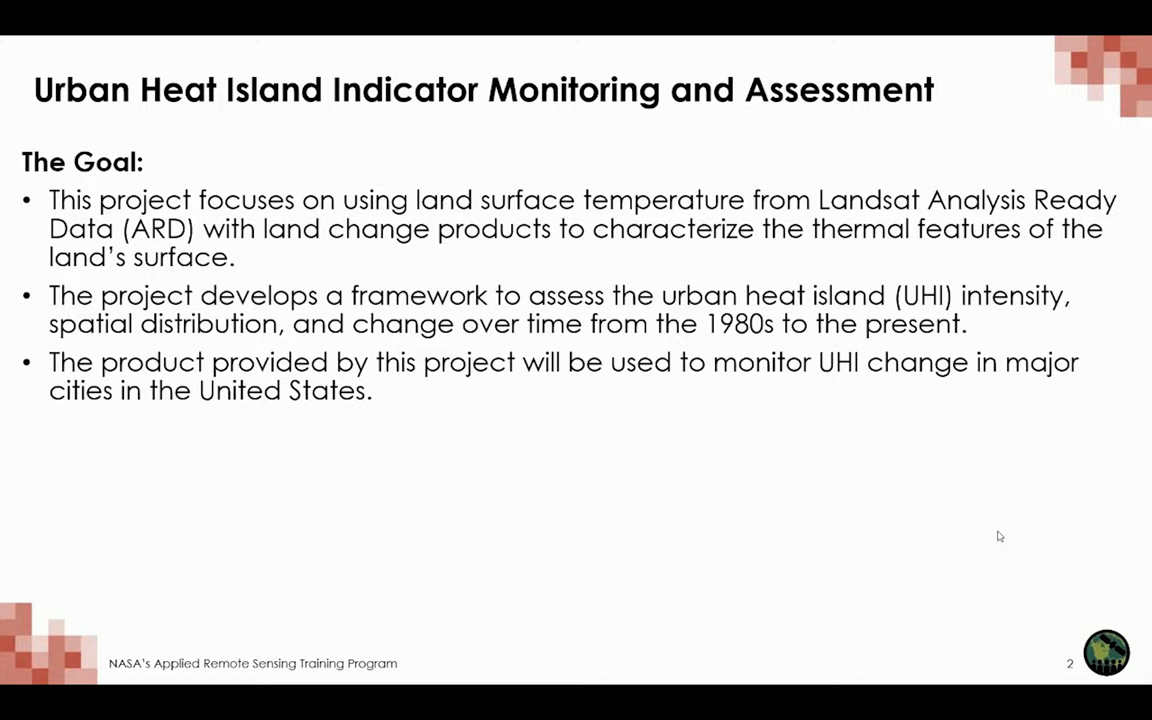 Urban Heat Island Indicator Monitoring and Assessment
The Goal:
• This project focuses on using land surface temperature from Landsat Analysis Ready
Data (ARD) with land change products to characterize the thermal features of the
land's surface.
• The project develops a framework to assess the urban heat island (UHI) intensity,
spatial distribution, and change over time from the 1980s to the present.
• The product provided by this project will be used to monitor UHI change in major
cities in the United States.
NASA's Applied Remote Sensing Training Program
2